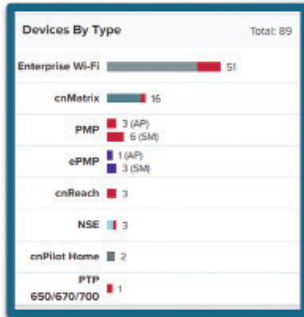 Devices By Type Total: 89
Enterprise Wi-Fi 51
cnMatrix 16
PMP 3 (AP)
6 (SM)
ePMP 1 (AP)
3 (SM)
cnReach 3
NSE 3
cnPilot Home 2
PTP
650/670/700 1